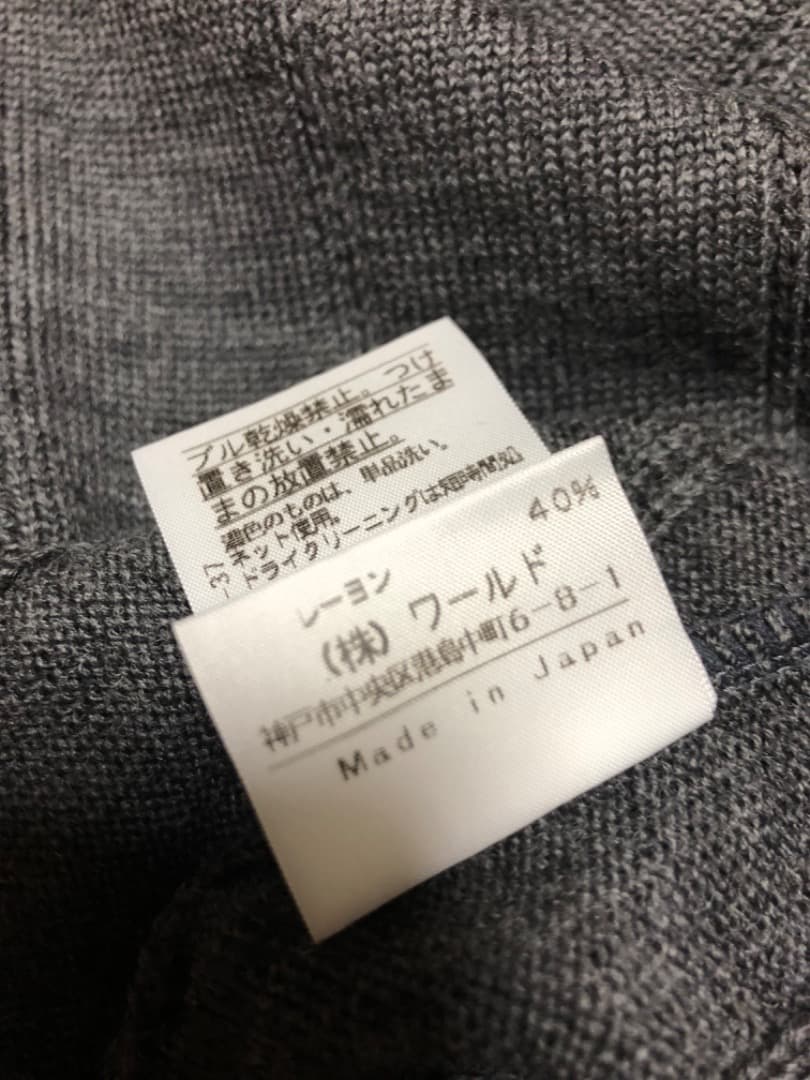 ブル乾燥禁止。つけ
置き洗い・濡れたま
まの放置禁止。
濃色のものは、単品洗い。
ネット使用。
ドライクリーニングは短時間処
-37
40%
レーヨン
(株) ワールド
神戸市中央区港島中町6-8-1
Made in Japan